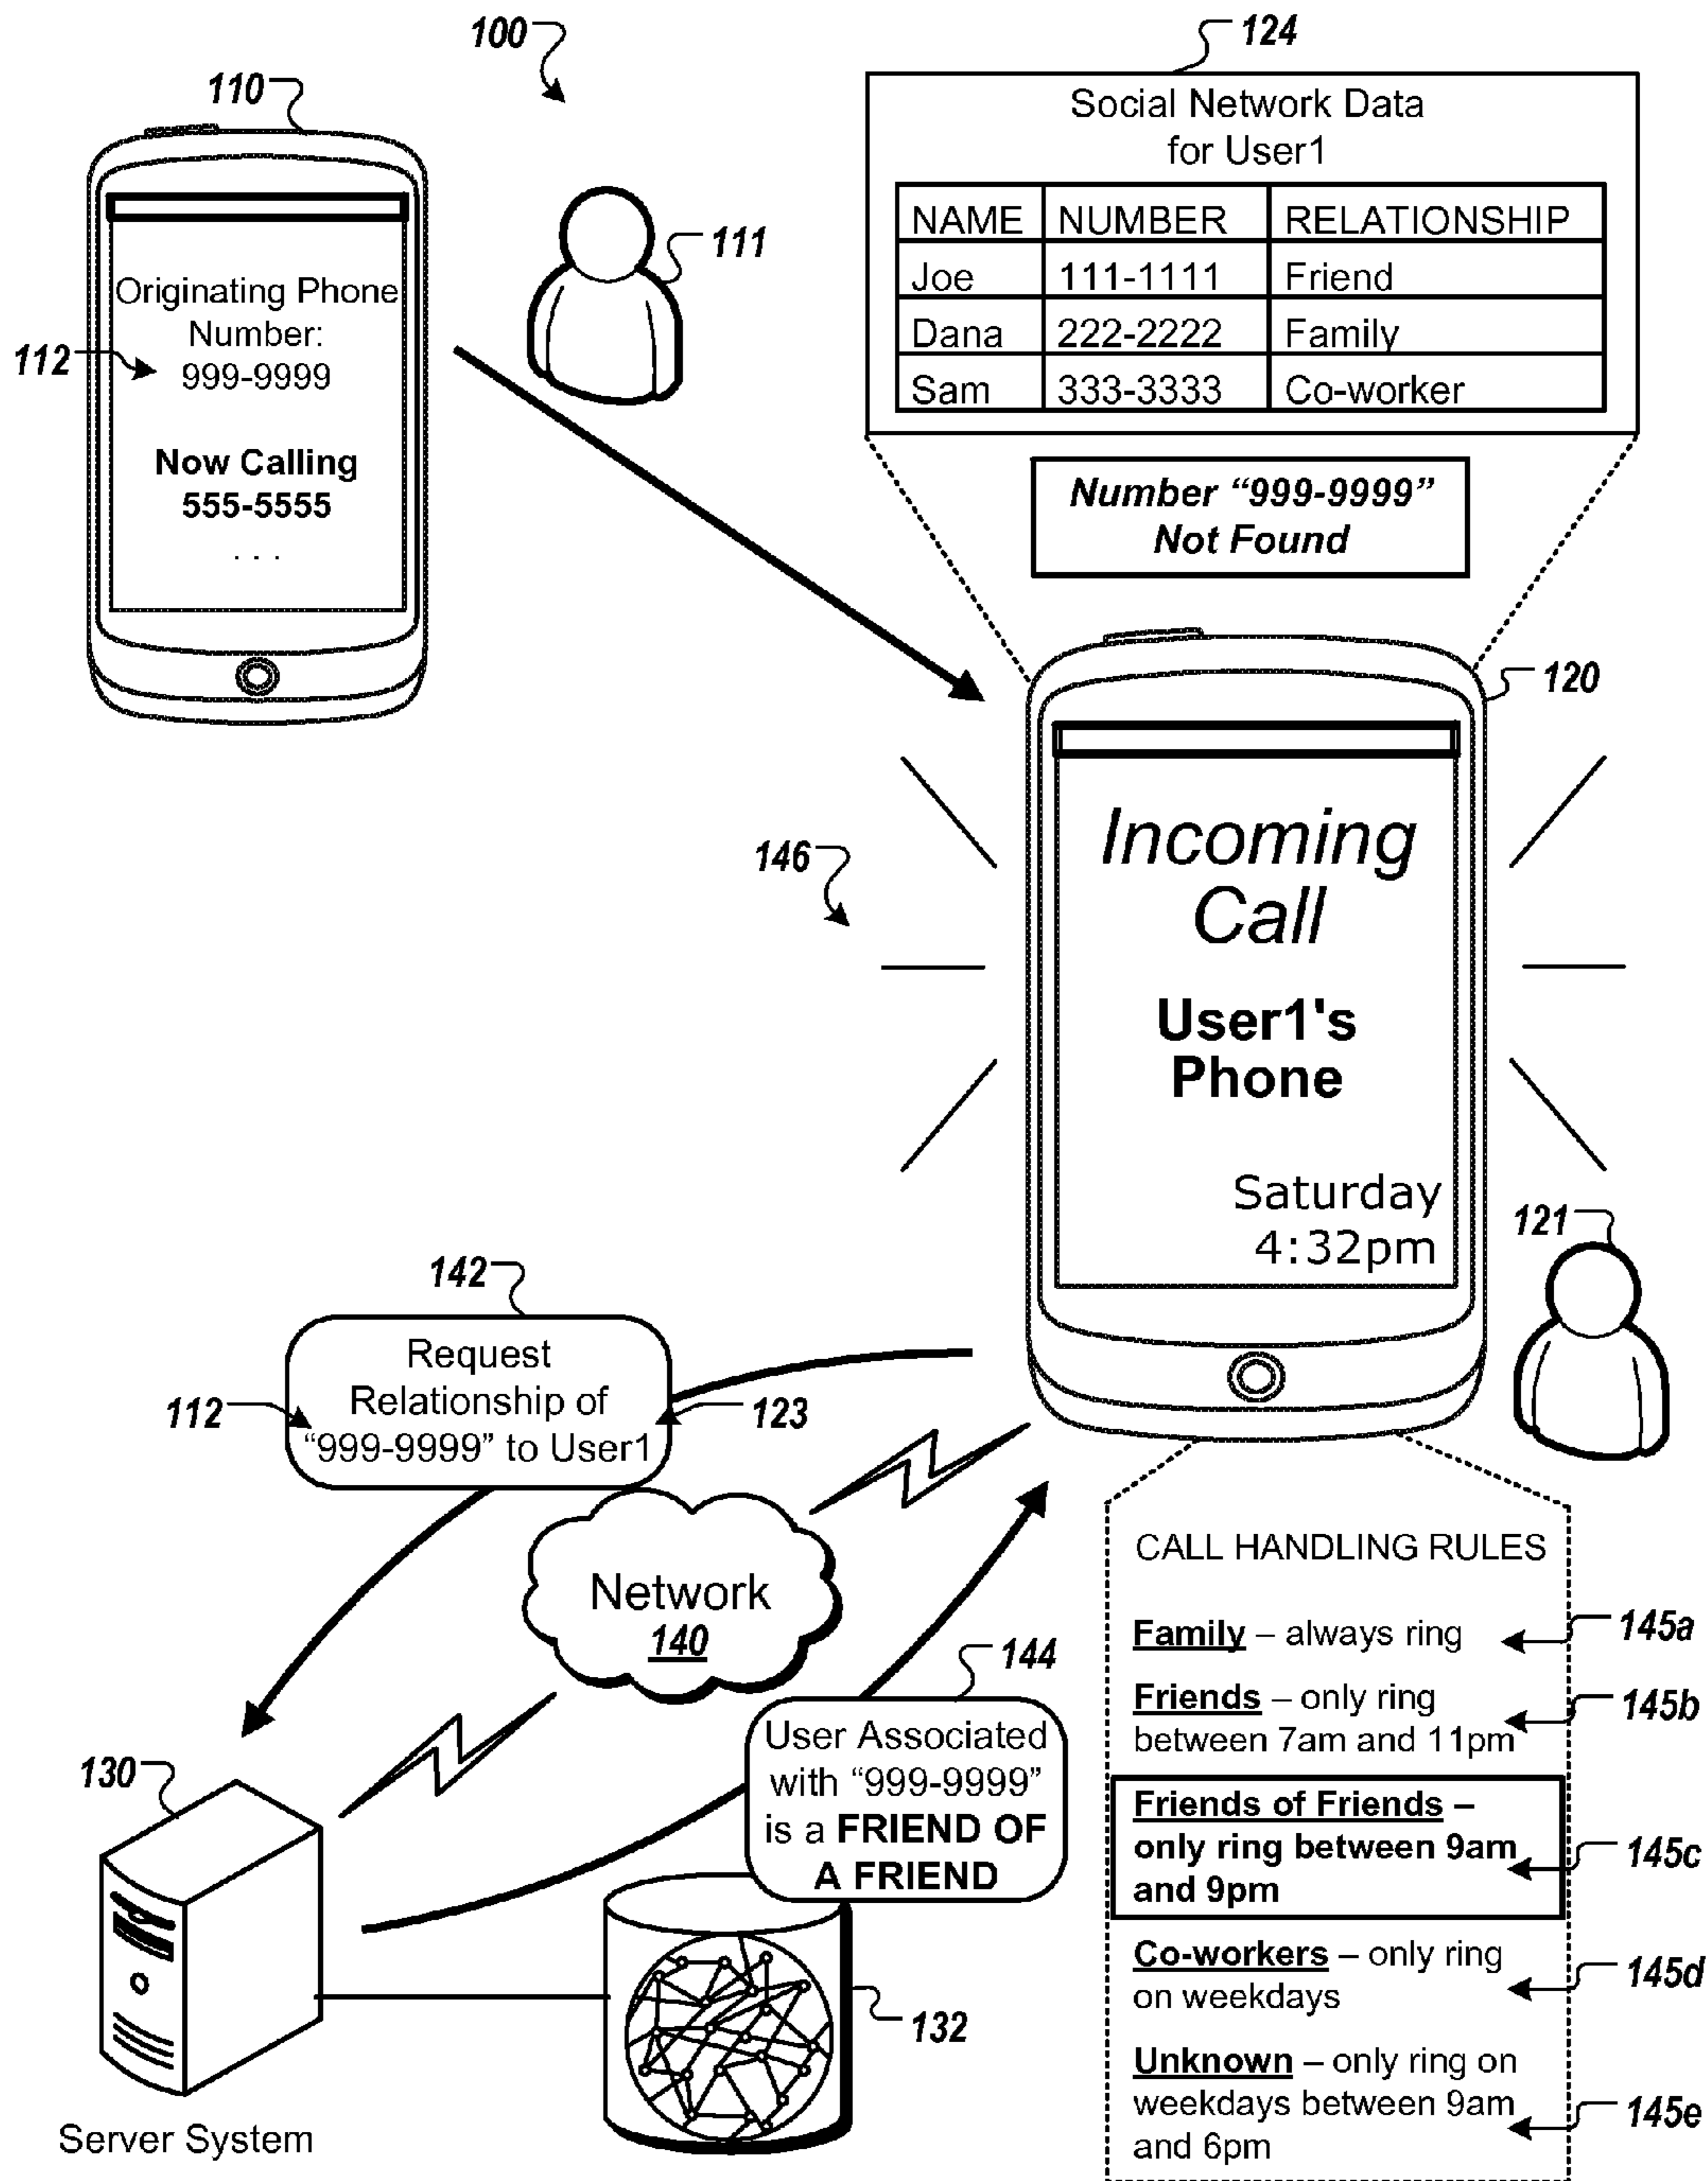 100
110
Originating Phone
Number:
112
999-9999
Now Calling
555-5555
. . .
111
124
Social Network Data
for User1
NAME NUMBER RELATIONSHIP
Joe 111-1111 Friend
Dana 222-2222 Family
Sam 333-3333 Co-worker
Number “999-9999”
Not Found
120
146
Incoming
Call
User1's
Phone
Saturday
4:32pm
121
142
Request
Relationship of
“999-9999” to User1
112
123
Network
140
144
User Associated
with “999-9999”
is a FRIEND OF
A FRIEND
130
Server System
132
CALL HANDLING RULES
Family – always ring
145a
Friends – only ring
between 7am and 11pm
145b
Friends of Friends –
only ring between 9am
and 9pm
145c
Co-workers – only ring
on weekdays
145d
Unknown – only ring on
weekdays between 9am
and 6pm
145e